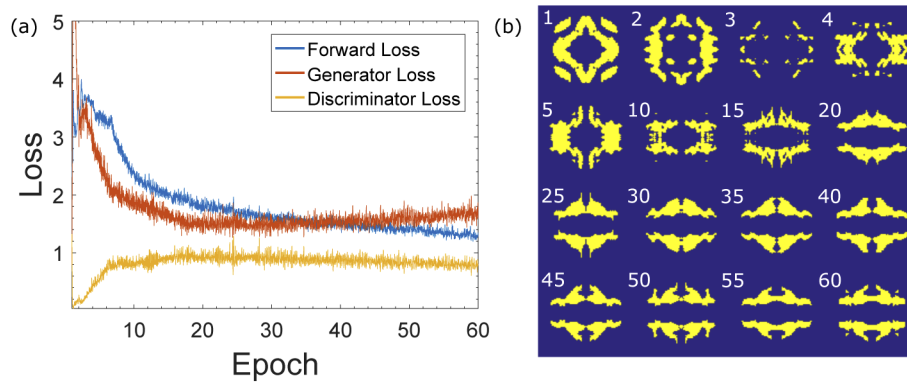 (a)
5
4
3
2
1
Loss
Forward Loss
Generator Loss
Discriminator Loss
10 20 30 40 50 60
Epoch
(b)
1 2 3 4
5 10 15 20
25 30 35 40
45 50 55 60